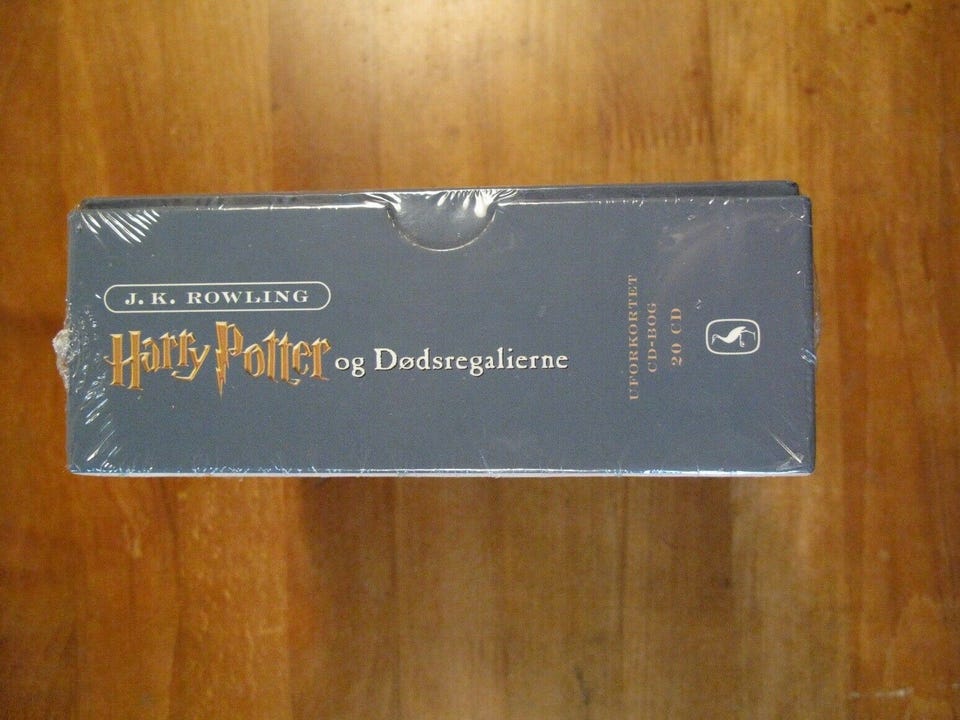 J. K. ROWLING
Harry Potter og Dødsregalierne
UFORKORTET
CD-BOG
20 CD